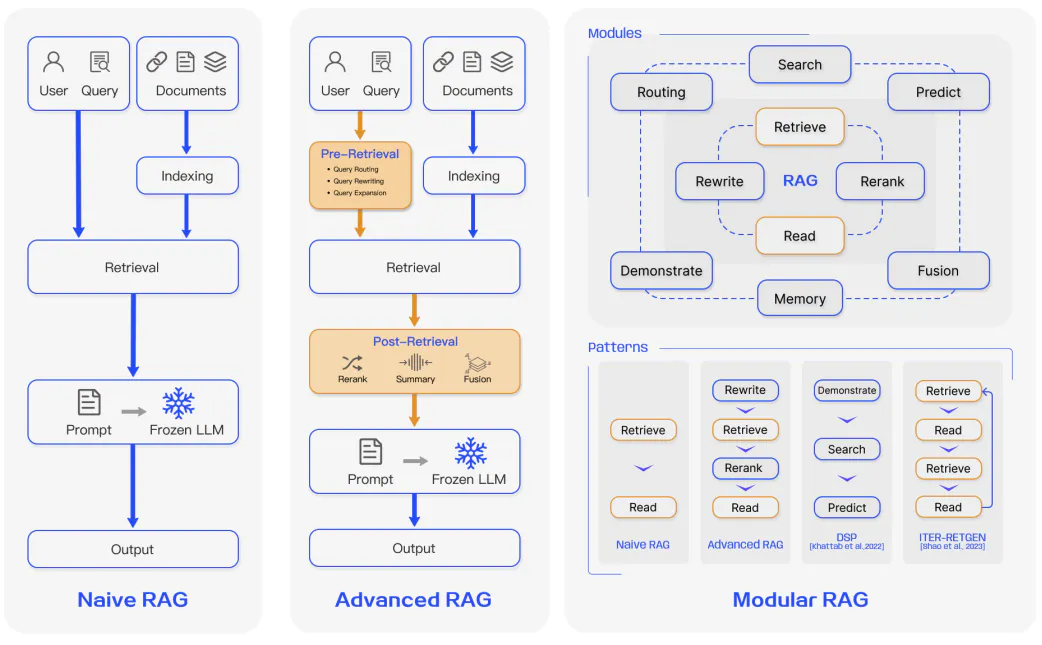 User Query
Documents
Indexing
Retrieval
Prompt
Frozen LLM
Output
Naive RAG
User Query
Documents
Pre-Retrieval
• Query Routing
• Query Rewriting
• Query Expansion
Indexing
Retrieval
Post-Retrieval
Rerank
Summary
Fusion
Prompt
Frozen LLM
Output
Advanced RAG
Modules
Search
Routing
Predict
Retrieve
Rewrite
RAG
Rerank
Read
Demonstrate
Fusion
Memory
Patterns
Retrieve
Read
Naive RAG
Rewrite
Retrieve
Rerank
Read
Advanced RAG
Demonstrate
Search
Predict
DSP
[Khattab et al.,2022]
Retrieve
Read
Retrieve
Read
ITER-RETGEN
[Shao et al., 2023]
Modular RAG